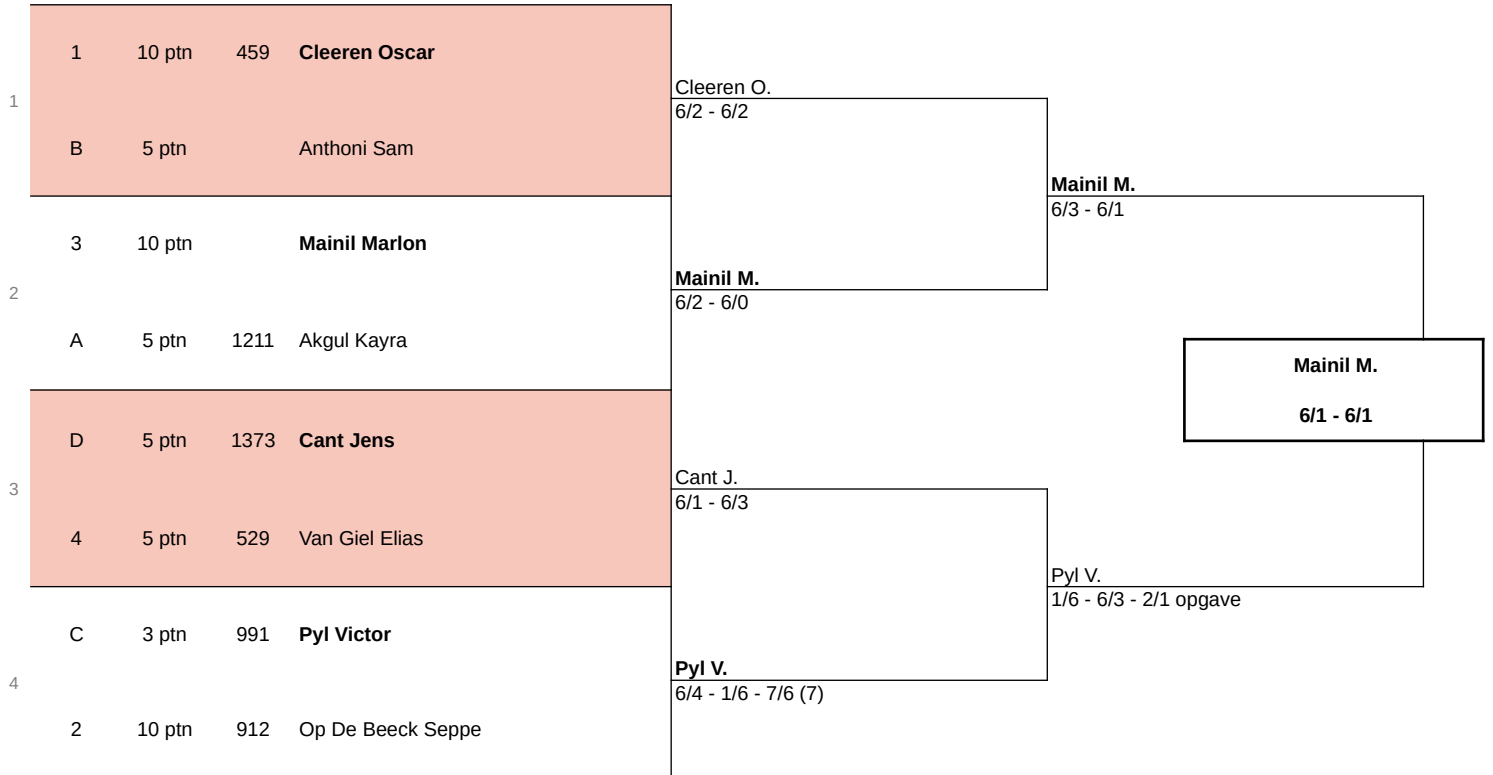 1 10 ptn 459 Cleeren Oscar
Cleeren O.
1
6/2 - 6/2
B 5 ptn Anthoni Sam
Mainil M.
6/3 - 6/1
3 10 ptn Mainil Marlon
Mainil M.
2
6/2 - 6/0
A 5 ptn 1211 Akgul Kayra
Mainil M.
6/1 - 6/1
D 5 ptn 1373 Cant Jens
Cant J.
3
6/1 - 6/3
4 5 ptn 529 Van Giel Elias
Pyl V.
1/6 - 6/3 - 2/1 opgave
C 3 ptn 991 Pyl Victor
Pyl V.
4
6/4 - 1/6 - 7/6 (7)
2 10 ptn 912 Op De Beeck Seppe